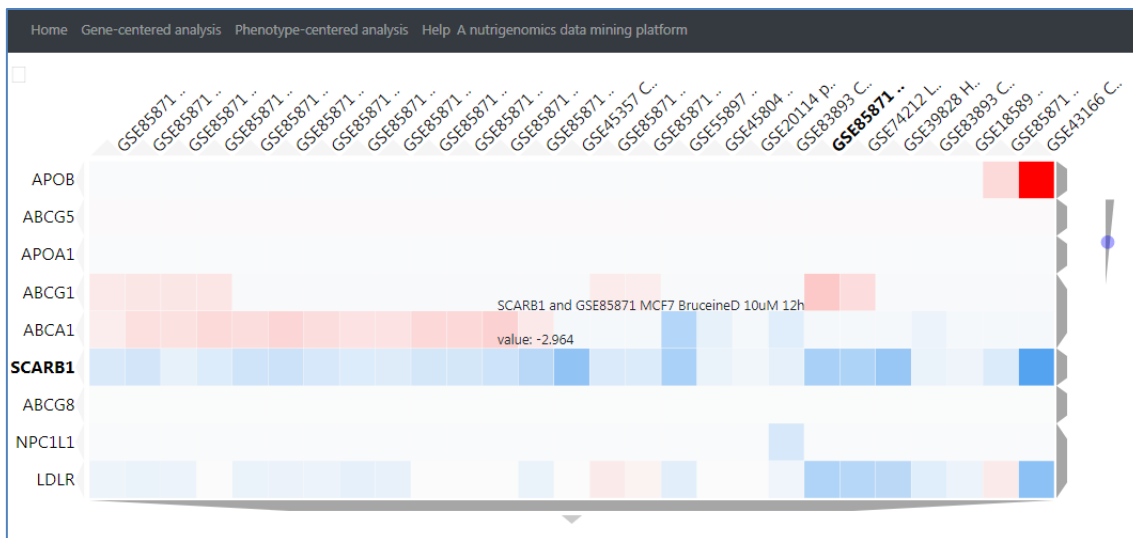 Home Gene-centered analysis Phenotype-centered analysis Help A nutrigenomics data mining platform
GSE85871 ..
GSE85871 ..
GSE85871 ..
GSE85871 ..
GSE85871 ..
GSE85871 ..
GSE85871 ..
GSE85871 ..
GSE85871 ..
GSE85871 ..
GSE85871 ..
GSE85871 ..
GSE85871 ..
GSE45357 C..
GSE85871 ..
GSE85871 ..
GSE55897 ..
GSE45804 ..
GSE20114 p..
GSE83893 C..
GSE85871 ..
GSE74212 L..
GSE39828 H..
GSE83893 C..
GSE18589 ..
GSE85871 ..
GSE43166 C..
APOB
ABCG5
APOA1
ABCG1
SCARB1 and GSE85871 MCF7 BruceineD 10uM 12h
ABCA1
value: -2.964
SCARB1
ABCG8
NPC1L1
LDLR